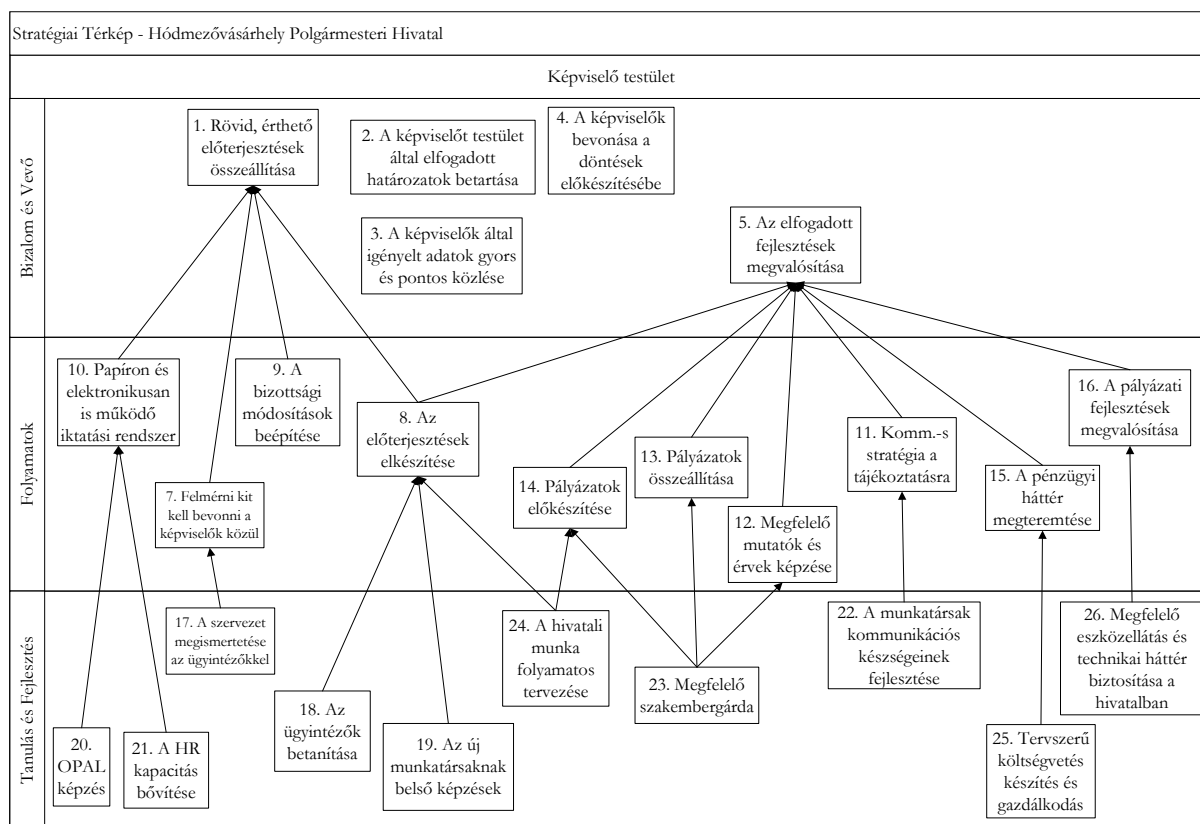 Stratégiai Térkép - Hódmezővásárhely Polgármesteri Hivatal
Képviselő testület
Bizalom és Vevő
1. Rövid, érthető
előterjesztések
összeállítása
2. A képviselőt testület
által elfogadott
határozatok betartása
4. A képviselők
bevonása a
döntések
előkészítésébe
3. A képviselők által
igényelt adatok gyors
és pontos közlése
5. Az elfogadott
fejlesztések
megvalósítása
Folyamatok
10. Papíron és
elektronikusan
is működő
iktatási rendszer
9. A
bizottsági
módosítások
beépítése
8. Az
előterjesztések
elkészítése
7. Felmérni kit
kell bevonni a
képviselők közül
14. Pályázatok
előkészítése
13. Pályázatok
összeállítása
12. Megfelelő
mutatók és
érvek képzése
11. Komm.-s
stratégia a
tájékoztatásra
15. A pénzügyi
háttér
megteremtése
16. A pályázati
fejlesztések
megvalósítása
Tanulás és Fejlesztés
20.
OPAL
képzés
21. A HR
kapacitás
bővítése
17. A szervezet
megismertetése
az ügyintézőkkel
18. Az
ügyintézők
betanítása
19. Az új
munkatársaknak
belső képzések
24. A hivatali
munka
folyamatos
tervezése
23. Megfelelő
szakembergárda
22. A munkatársak
kommunikációs
készségeinek
fejlesztése
25. Tervszerű
költségvetés
készítés és
gazdálkodás
26. Megfelelő
eszközellátás és
technikai háttér
biztosítása a
hivatalban